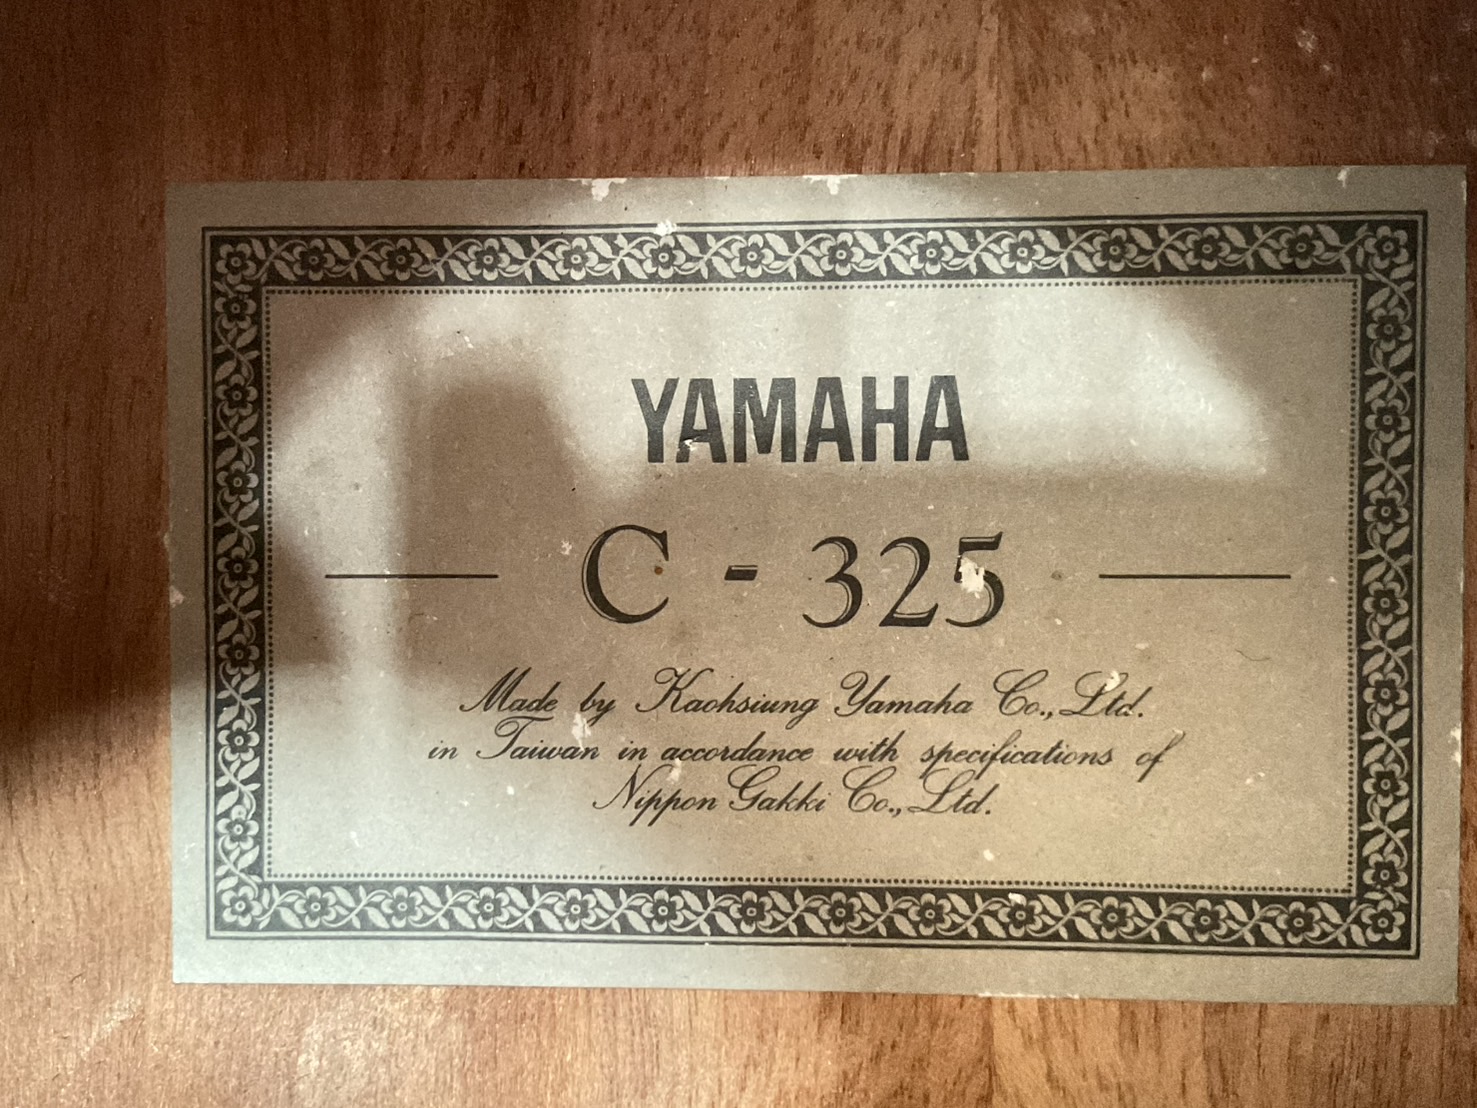 YAMAHA
C - 325
Made by Kaohsiung Yamaha Co., Ltd.
in Taiwan in accordance with specifications of
Nippon Gakki Co., Ltd.